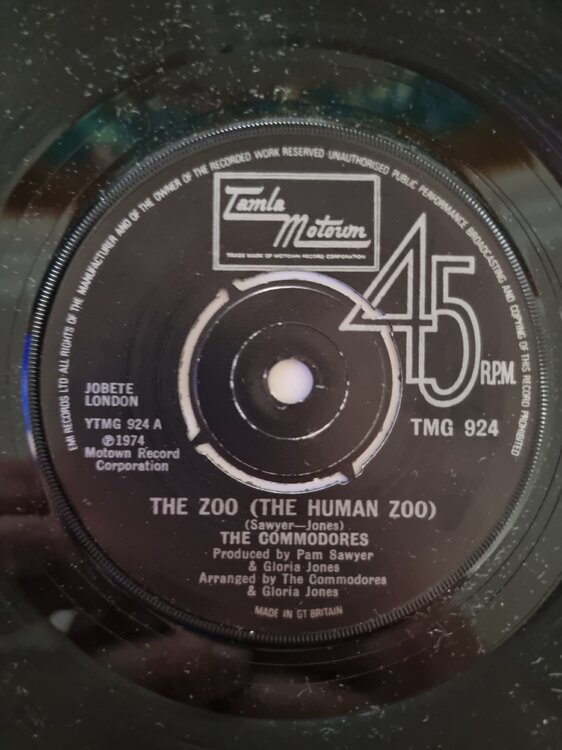 EMI RECORDS LTD ALL RIGHTS OF THE MANUFACTURER AND OF THE OWNER OF THE RECORDED WORK RESERVED UNAUTHORISED PUBLIC PERFORMANCE BROADCASTING AND COPYING OF THIS RECORD PROHIBITED
Tamla
Motown
TRADE MARK OF MOTOWN RECORD CORPORATION
45
R.P.M.
JOBETE
LONDON
YTMG 924 A
℗1974
Motown Record
Corporation
TMG 924
THE ZOO (THE HUMAN ZOO)
(Sawyer—Jones)
THE COMMODORES
Produced by Pam Sawyer
& Gloria Jones
Arranged by The Commodores
& Gloria Jones
MADE IN GT BRITAIN